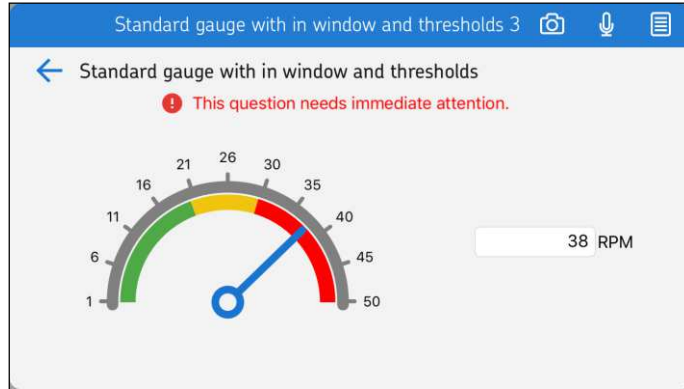 Standard gauge with in window and thresholds 3
Standard gauge with in window and thresholds
! This question needs immediate attention.
26
21 30
16 35
11 40
6 45
1 50
38 RPM